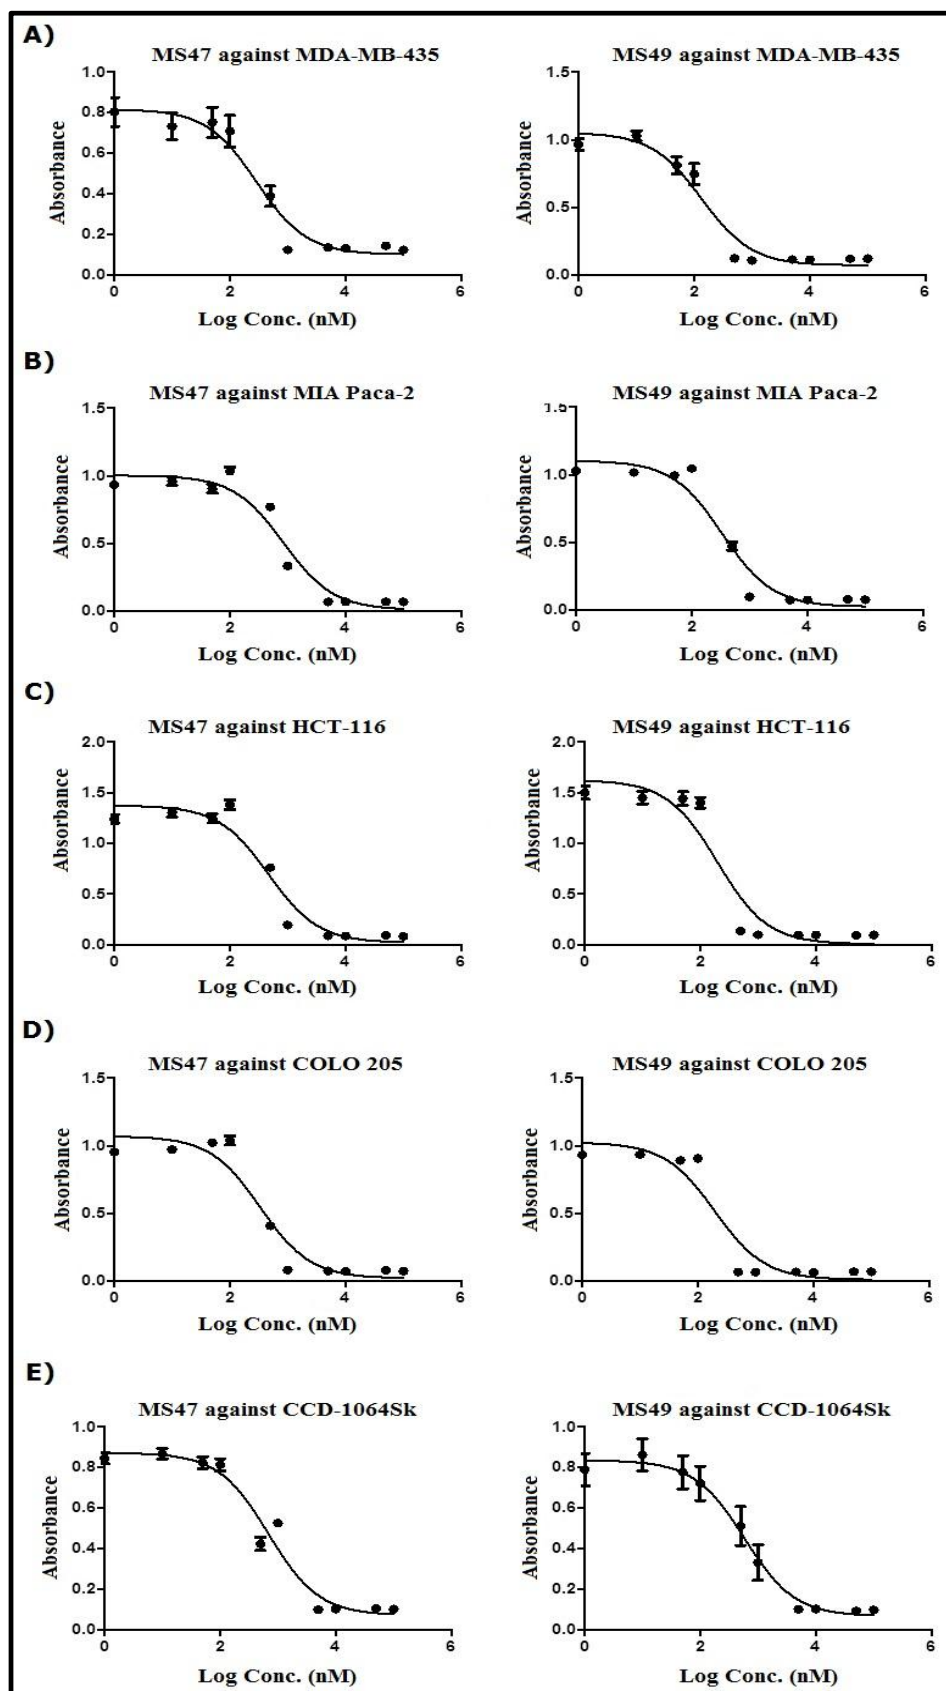 A)
MS47 against MDA-MB-435
MS49 against MDA-MB-435
Absorbance
1.0
0.8
0.6
0.4
0.2
0.0
0 2 4 6
Log Conc. (nM)
Absorbance
1.5
1.0
0.5
0.0
0 2 4 6
Log Conc. (nM)
B)
MS47 against MIA Paca-2
MS49 against MIA Paca-2
Absorbance
1.5
1.0
0.5
0.0
0 2 4 6
Log Conc. (nM)
Absorbance
1.5
1.0
0.5
0.0
0 2 4 6
Log Conc. (nM)
C)
MS47 against HCT-116
MS49 against HCT-116
Absorbance
2.0
1.5
1.0
0.5
0.0
0 2 4 6
Log Conc. (nM)
Absorbance
2.0
1.5
1.0
0.5
0.0
0 2 4 6
Log Conc. (nM)
D)
MS47 against COLO 205
MS49 against COLO 205
Absorbance
1.5
1.0
0.5
0.0
0 2 4 6
Log Conc. (nM)
Absorbance
1.5
1.0
0.5
0.0
0 2 4 6
Log Conc. (nM)
E)
MS47 against CCD-1064Sk
MS49 against CCD-1064Sk
Absorbance
1.0
0.8
0.6
0.4
0.2
0.0
0 2 4 6
Log Conc. (nM)
Absorbance
1.0
0.8
0.6
0.4
0.2
0.0
0 2 4 6
Log Conc. (nM)